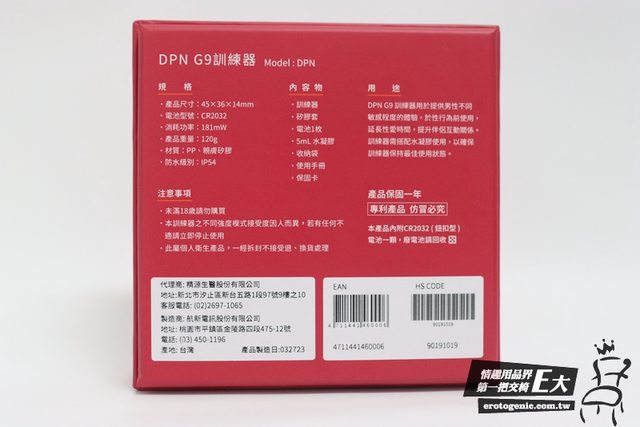 DPN G9訓練器 Model : DPN
規 格
・產品尺寸：45×36×14mm
・電池型號：CR2032
・消耗功率：181mW
・產品重量：120g
・材質：PP、親膚矽膠
・防水級別：IP54
內 容 物
・訓練器
・矽膠套
・電池1枚
・5mL 水凝膠
・收納袋
・使用手冊
・保固卡
用 途
DPN G9 訓練器用於提供男性不同
敏感程度的體驗，於性行為前使用，
延長性愛時間，提升伴侶互動關係。
訓練器需搭配水凝膠使用，以確保
訓練器保持最佳使用狀態。
注意事項
・未滿18歲請勿購買
・本訓練器之不同強度模式接受度因人而異，若有任何不
適請立即停止使用
・此屬個人衛生產品，一經拆封不接受退、換貨處理
產品保固一年
專利產品 仿冒必究
本產品內附CR2032（鈕扣型）
電池一顆，廢電池請回收
代理商: 精源生醫股份有限公司
地址:新北市汐止區新台五路1段97號9樓之10
客服電話: (02)2697-1065
製造商: 航新電訊股份有限公司
地址: 桃園市平鎮區金陵路四段475-12號
電話: (03) 450-1196
產地: 台灣 產品製造日:032723
EAN
4711441460006
4711441460006
HS CODE
90191019
90191019
情趣用品界
第一把交椅 E大
erotogenic.com.tw